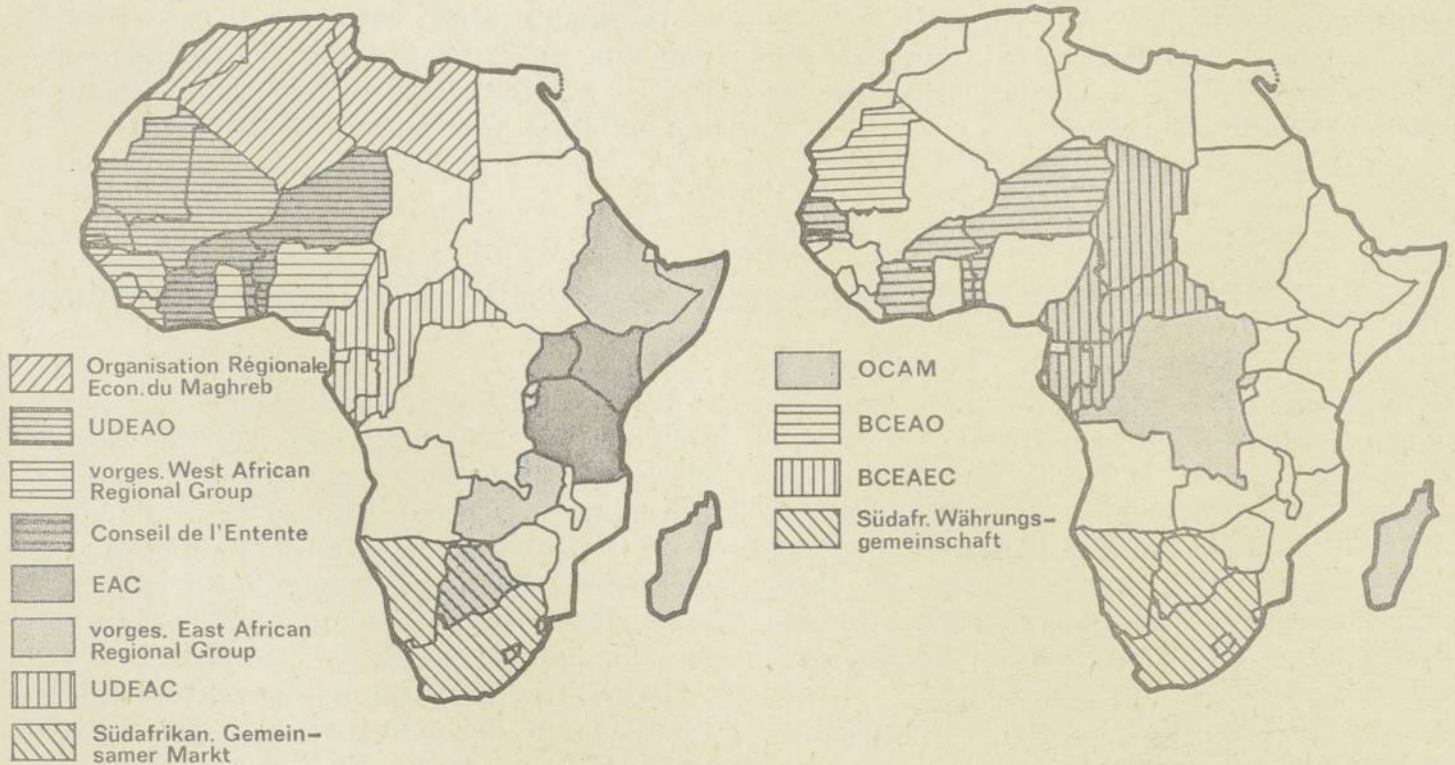 Organisation Régionale
Econ. du Maghreb
UDEAO
vorges. West African
Regional Group
Conseil de l'Entente
EAC
vorges. East African
Regional Group
UDEAC
Südafrikan. Gemein-
samer Markt
OCAM
BCEAO
BCEAEC
Südafr. Währungs-
gemeinschaft